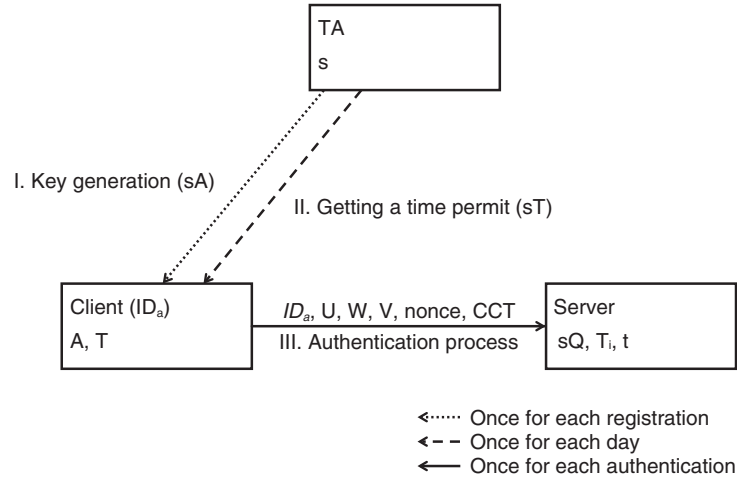 TA
s
I. Key generation (sA)
II. Getting a time permit (sT)
Client (IDₐ)
A, T
IDₐ, U, W, V, nonce, CCT
III. Authentication process
Server
sQ, Tᵢ, t
Once for each registration
Once for each day
Once for each authentication